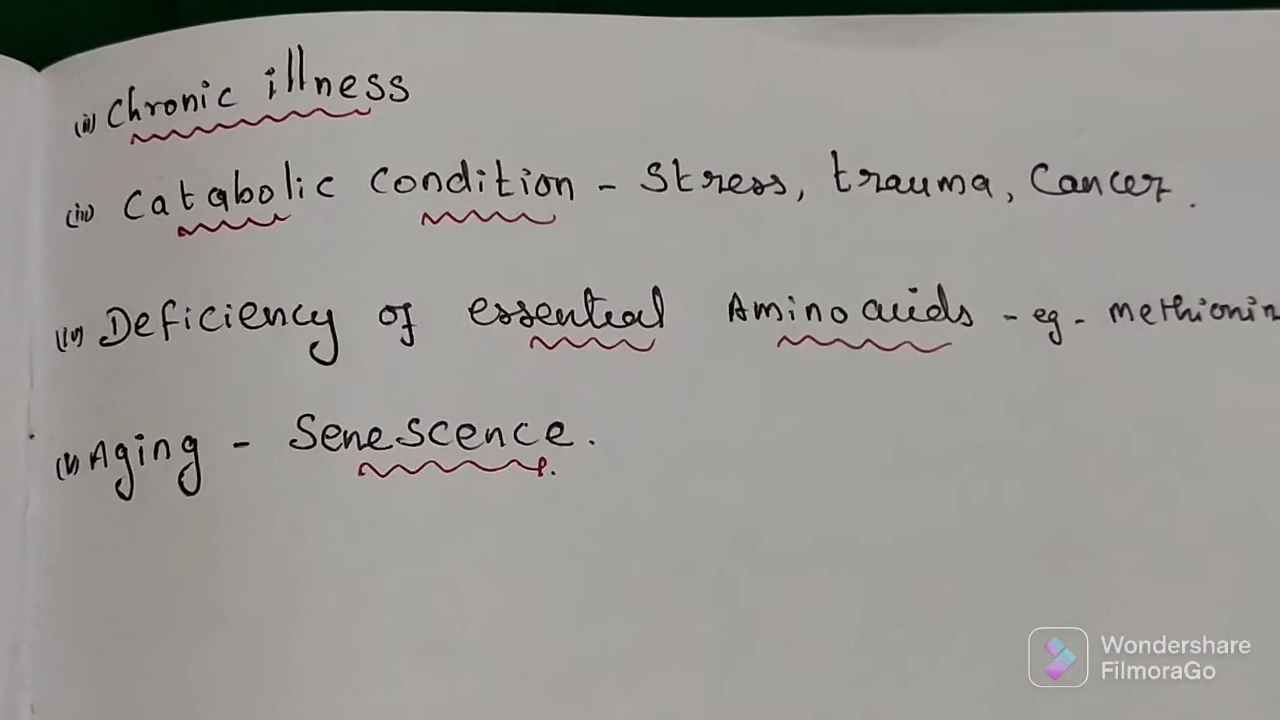 (ii) Chronic illness
(iii) Catabolic Condition - Stress, trauma, Cancer.
(iv) Deficiency of essential Amino acids - eg - methionin
(v) Aging - Senescence.
Wondershare
FilmoraGo